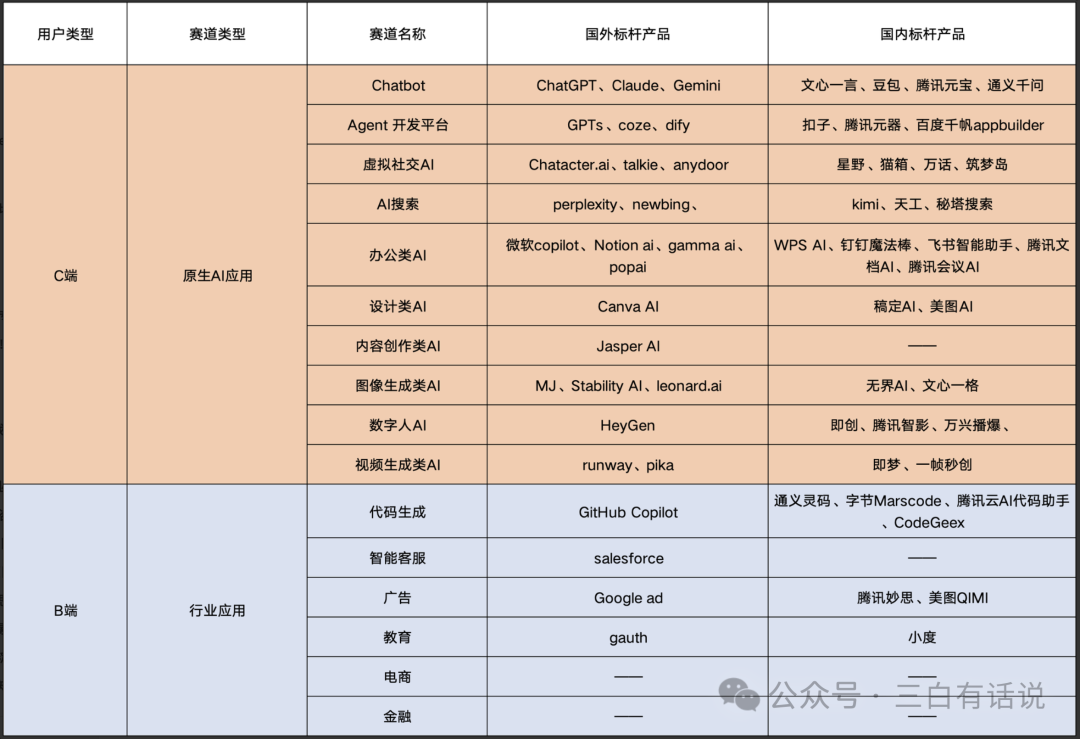 用户类型 赛道类型 赛道名称 国外标杆产品 国内标杆产品
Chatbot ChatGPT、Claude、Gemini 文心一言、豆包、腾讯元宝、通义千问
Agent 开发平台 GPTs、coze、dify 扣子、腾讯元器、百度千帆appbuilder
虚拟社交AI Chatacter.ai、talkie、anydoor 星野、猫箱、万话、筑梦岛
AI搜索 perplexity、newbing、 kimi、天工、秘塔搜索
办公类AI 微软copilot、Notion ai、gamma ai、 WPS AI、钉钉魔法棒、飞书智能助手、腾讯文
popai 档AI、腾讯会议AI
C端 原生AI应用
设计类AI Canva AI 稿定AI、美图AI
内容创作类AI Jasper AI ——
图像生成类AI MJ、Stability AI、leonard.ai 无界AI、文心一格
数字人AI HeyGen 即创、腾讯智影、万兴播爆、
视频生成类AI runway、pika 即梦、一帧秒创
代码生成 GitHub Copilot 通义灵码、字节Marscode、腾讯云AI代码助手
、CodeGeex
智能客服 salesforce ——
广告 Google ad 腾讯妙思、美图QIMI
B端 行业应用
教育 gauth 小度
电商 —— ——
金融 —— ——
公众号·三白有话说